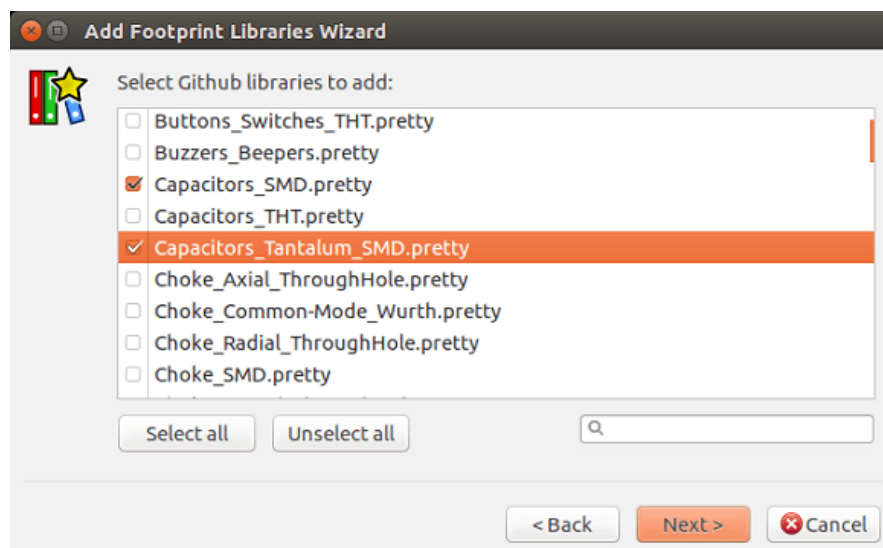 Add Footprint Libraries Wizard
Select Github libraries to add:
Buttons_Switches_THT.pretty
Buzzers_Beepers.pretty
Capacitors_SMD.pretty
Capacitors_THT.pretty
Capacitors_Tantalum_SMD.pretty
Choke_Axial_ThroughHole.pretty
Choke_Common-Mode_Wurth.pretty
Choke_Radial_ThroughHole.pretty
Choke_SMD.pretty
Select all Unselect all
< Back Next > Cancel